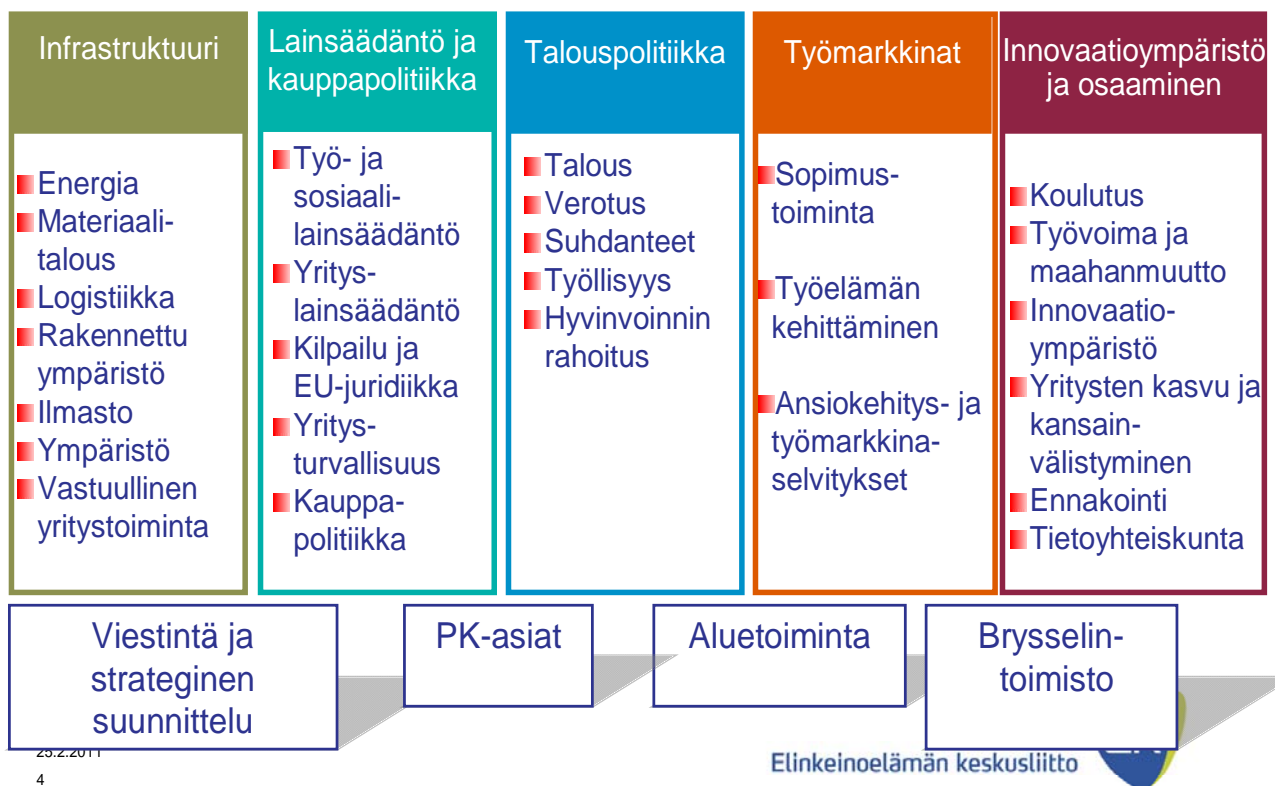 Infrastruktuuri
Energia
Materiaali-
talous
Logistiikka
Rakennettu
ympäristö
Ilmasto
Ympäristö
Vastuullinen
yritystoiminta
Lainsäädäntö ja
kauppapolitiikka
Työ- ja
sosiaali-
lainsäädäntö
Yritys-
lainsäädäntö
Kilpailu ja
EU-juridiikka
Yritys-
turvallisuus
Kauppa-
politiikka
Talouspolitiikka
Talous
Verotus
Suhdanteet
Työllisyys
Hyvinvoinnin
rahoitus
Työmarkkinat
Sopimus-
toiminta
Työelämän
kehittäminen
Ansiokehitys- ja
työmarkkina-
selvitykset
Innovaatioympäristö
ja osaaminen
Koulutus
Työvoima ja
maahanmuutto
Innovaatio-
ympäristö
Yritysten kasvu ja
kansain-
välistyminen
Ennakointi
Tietoyhteiskunta
Viestintä ja
strateginen
suunnittelu
PK-asiat
Aluetoiminta
Brysselin-
toimisto
25.2.2011
4
Elinkeinoelämän keskusliitto